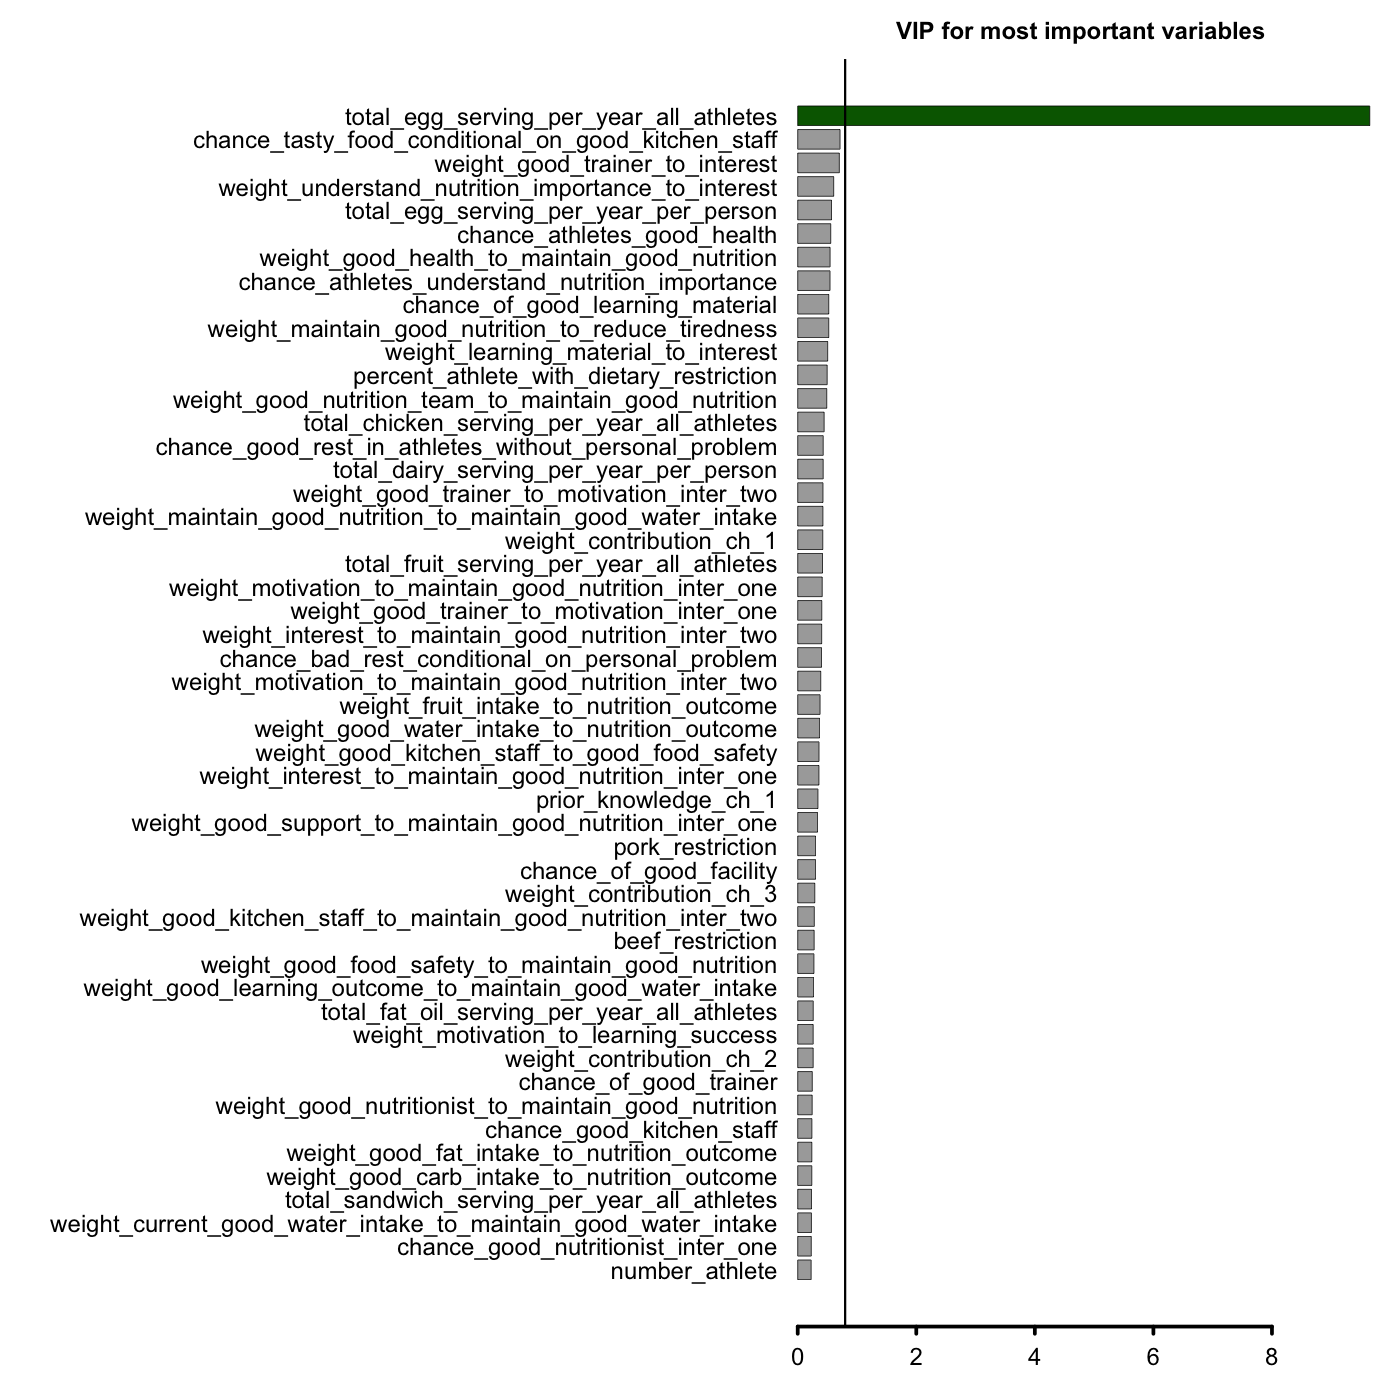 VIP for most important variables
total_egg_serving_per_year_all_athletes
chance_tasty_food_conditional_on_good_kitchen_staff
weight_good_trainer_to_interest
weight_understand_nutrition_importance_to_interest
total_egg_serving_per_year_per_person
chance_athletes_good_health
weight_good_health_to_maintain_good_nutrition
chance_athletes_understand_nutrition_importance
chance_of_good_learning_material
weight_maintain_good_nutrition_to_reduce_tiredness
weight_learning_material_to_interest
percent_athlete_with_dietary_restriction
weight_good_nutrition_team_to_maintain_good_nutrition
total_chicken_serving_per_year_all_athletes
chance_good_rest_in_athletes_without_personal_problem
total_dairy_serving_per_year_per_person
weight_good_trainer_to_motivation_inter_two
weight_maintain_good_nutrition_to_maintain_good_water_intake
weight_contribution_ch_1
total_fruit_serving_per_year_all_athletes
weight_motivation_to_maintain_good_nutrition_inter_one
weight_good_trainer_to_motivation_inter_one
weight_interest_to_maintain_good_nutrition_inter_two
chance_bad_rest_conditional_on_personal_problem
weight_motivation_to_maintain_good_nutrition_inter_two
weight_fruit_intake_to_nutrition_outcome
weight_good_water_intake_to_nutrition_outcome
weight_good_kitchen_staff_to_good_food_safety
weight_interest_to_maintain_good_nutrition_inter_one
prior_knowledge_ch_1
weight_good_support_to_maintain_good_nutrition_inter_one
pork_restriction
chance_of_good_facility
weight_contribution_ch_3
weight_good_kitchen_staff_to_maintain_good_nutrition_inter_two
beef_restriction
weight_good_food_safety_to_maintain_good_nutrition
weight_good_learning_outcome_to_maintain_good_water_intake
total_fat_oil_serving_per_year_all_athletes
weight_motivation_to_learning_success
weight_contribution_ch_2
chance_of_good_trainer
weight_good_nutritionist_to_maintain_good_nutrition
chance_good_kitchen_staff
weight_good_fat_intake_to_nutrition_outcome
weight_good_carb_intake_to_nutrition_outcome
total_sandwich_serving_per_year_all_athletes
weight_current_good_water_intake_to_maintain_good_water_intake
chance_good_nutritionist_inter_one
number_athlete
0 2 4 6 8